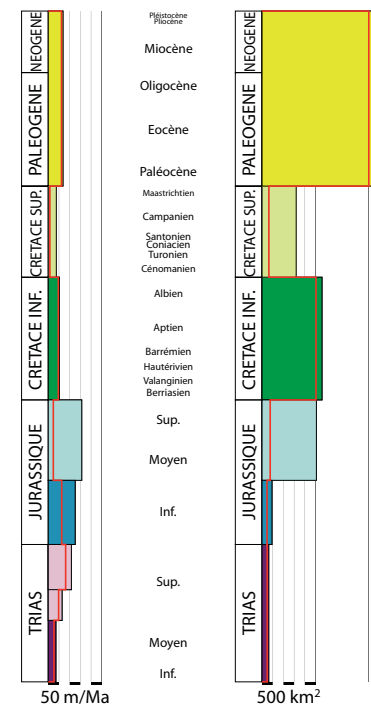 NEOGENE
PALEOGENE
CRETACE SUP.
CRETACE INF.
JURASSIQUE
TRIAS
Pléistocène
Pliocène
Miocène
Oligocène
Eocène
Paléocène
Maastrichtien
Campanien
Santonien
Coniacien
Turonien
Cénomanien
Albien
Aptien
Barrémien
Hautérivien
Valanginien
Berriasien
Sup.
Moyen
Inf.
Sup.
Moyen
Inf.
NEOGENE
PALEOGENE
CRETACE SUP.
CRETACE INF.
JURASSIQUE
TRIAS
50 m/Ma
500 km²